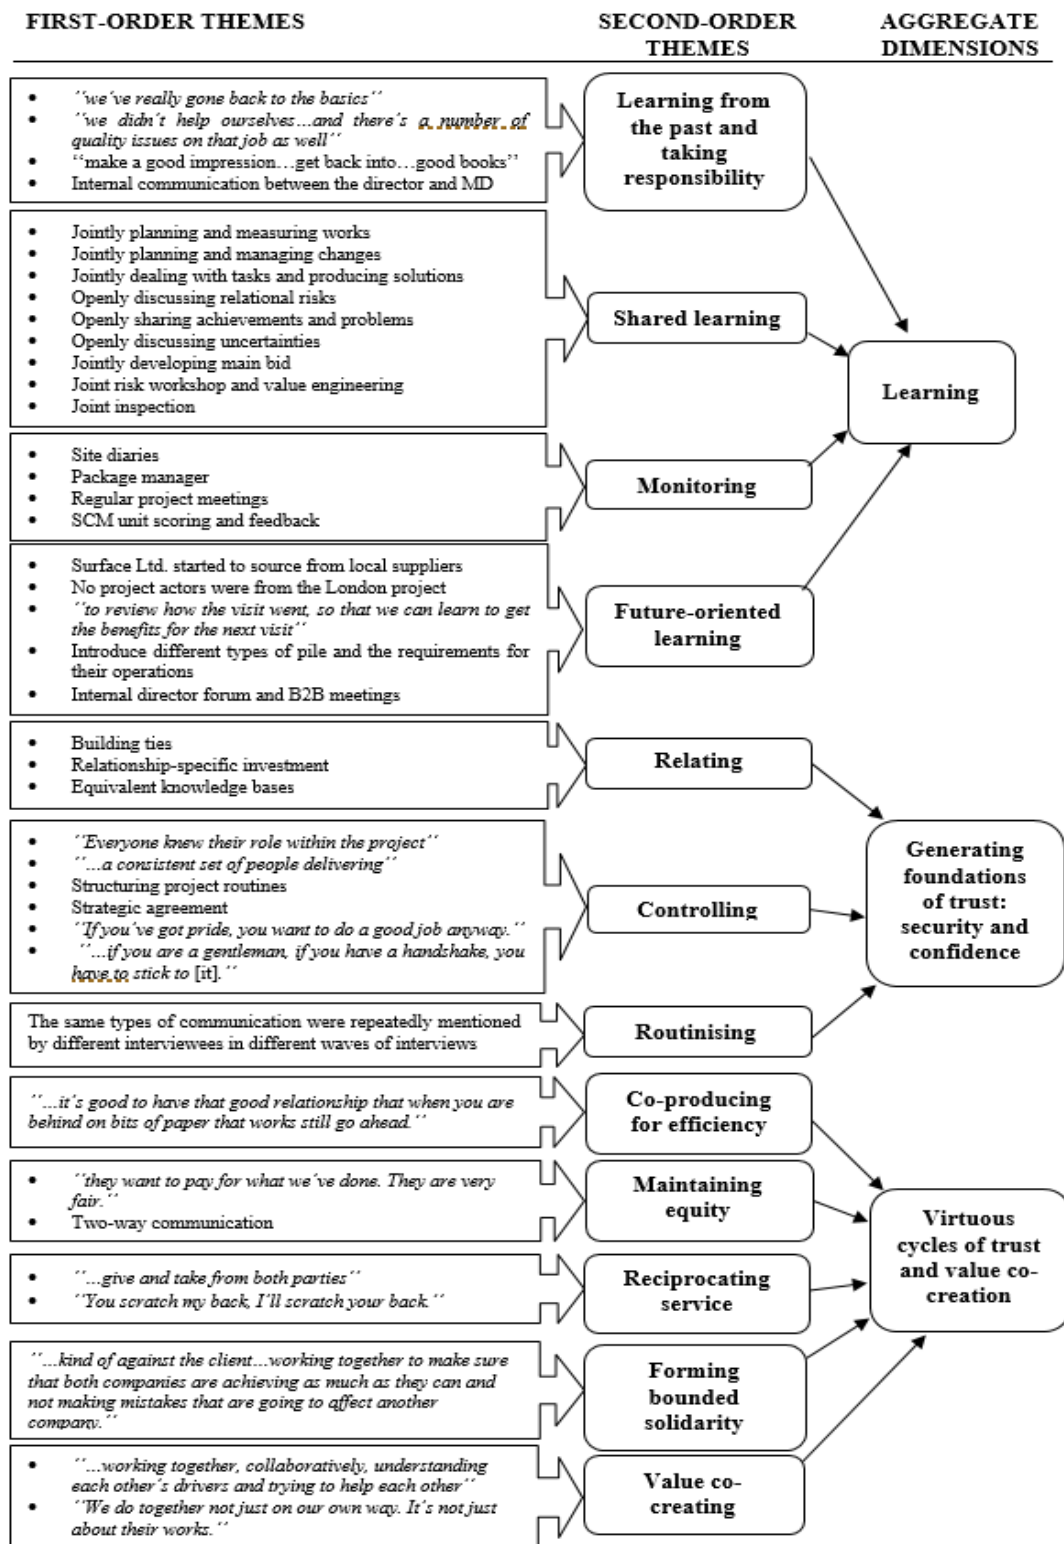 FIRST-ORDER THEMES
SECOND-ORDER
THEMES
AGGREGATE
DIMENSIONS
• ´´we´ve really gone back to the basics´´
• ´´we didn´t help ourselves…and there´s a number of
quality issues on that job as well´´
• “make a good impression…get back into…good books”
• Internal communication between the director and MD
Learning from
the past and
taking
responsibility
• Jointly planning and measuring works
• Jointly planning and managing changes
• Jointly dealing with tasks and producing solutions
• Openly discussing relational risks
• Openly sharing achievements and problems
• Openly discussing uncertainties
• Jointly developing main bid
• Joint risk workshop and value engineering
• Joint inspection
Shared learning
Learning
• Site diaries
• Package manager
• Regular project meetings
• SCM unit scoring and feedback
Monitoring
• Surface Ltd. started to source from local suppliers
• No project actors were from the London project
• ´´to review how the visit went, so that we can learn to get
the benefits for the next visit´´
• Introduce different types of pile and the requirements for
their operations
• Internal director forum and B2B meetings
Future-oriented
learning
• Building ties
• Relationship-specific investment
• Equivalent knowledge bases
Relating
• ´´Everyone knew their role within the project´´
• ´´…a consistent set of people delivering´´
• Structuring project routines
• Strategic agreement
• ´´If you´ve got pride, you want to do a good job anyway.´´
• ´´…if you are a gentleman, if you have a handshake, you
have to stick to [it].´´
Controlling
Generating
foundations
of trust:
security and
confidence
The same types of communication were repeatedly mentioned
by different interviewees in different waves of interviews
Routinising
´´…it´s good to have that good relationship that when you are
behind on bits of paper that works still go ahead.´´
Co-producing
for efficiency
• ´´they want to pay for what we´ve done. They are very
fair.´´
• Two-way communication
Maintaining
equity
Virtuous
cycles of trust
and value co-
creation
• ´´…give and take from both parties´´
• ´´You scratch my back, I´ll scratch your back.´´
Reciprocating
service
´´…kind of against the client…working together to make sure
that both companies are achieving as much as they can and
not making mistakes that are going to affect another
company.´´
Forming
bounded
solidarity
• ´´…working together, collaboratively, understanding
each other´s drivers and trying to help each other´´
• ´´We do together not just on our own way. It´s not just
about their works.´´
Value co-
creating